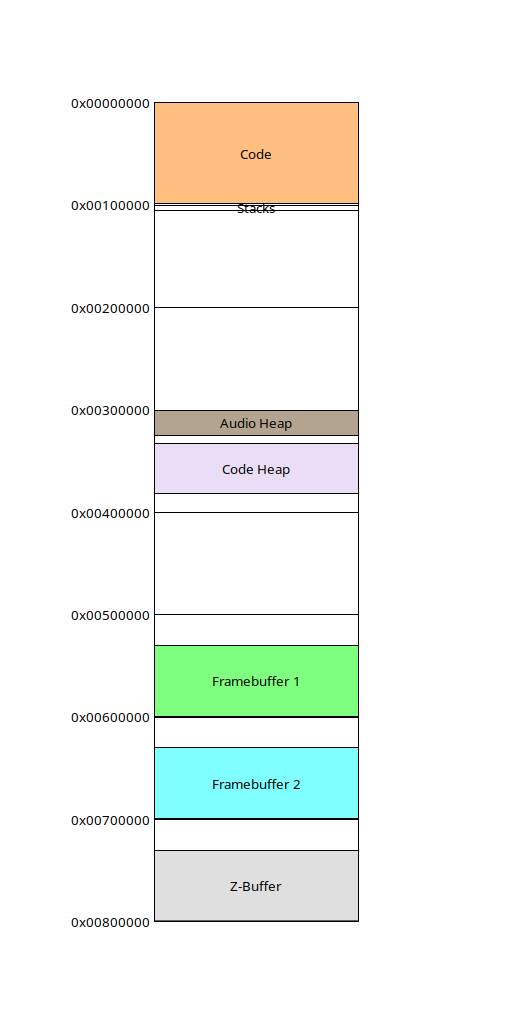 0x00000000
Code
0x00100000
Stacks
0x00200000
0x00300000
Audio Heap
Code Heap
0x00400000
0x00500000
Framebuffer 1
0x00600000
Framebuffer 2
0x00700000
Z-Buffer
0x00800000